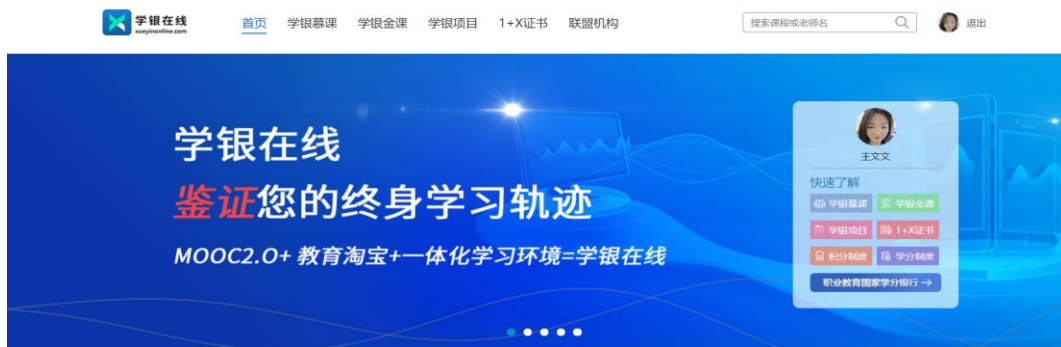 学银在线
xueyinonline.com
首页 学银慕课 学银金课 学银项目 1+X证书 联盟机构
搜索课程或老师名
退出
学银在线
鉴证您的终身学习轨迹
MOOC2.0+ 教育淘宝+一体化学习环境=学银在线
王文文
快速了解
学银慕课 学银金课
学银项目 1+X证书
积分制度 学分制度
职业教育国家学分银行→